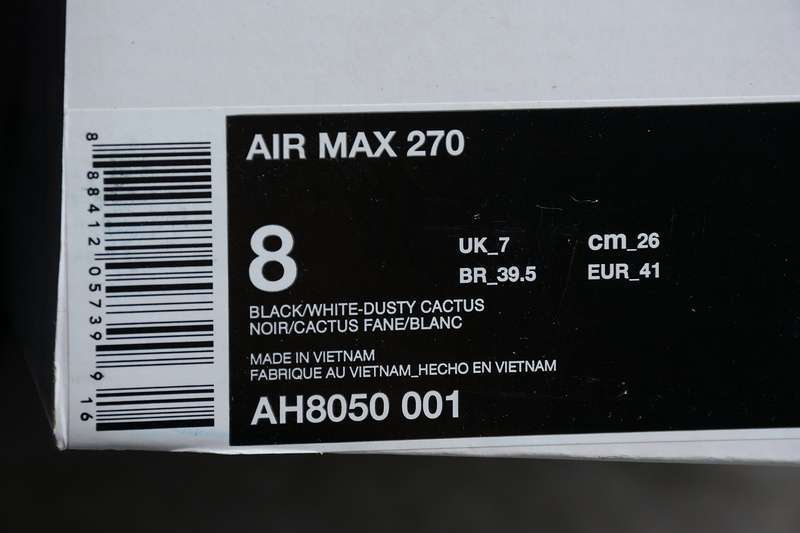 AIR MAX 270
8
UK_7 cm_26
BR_39.5 EUR_41
BLACK/WHITE-DUSTY CACTUS
NOIR/CACTUS FANE/BLANC
MADE IN VIETNAM
FABRIQUE AU VIETNAM_HECHO EN VIETNAM
AH8050 001
8 88412 05739 9 16